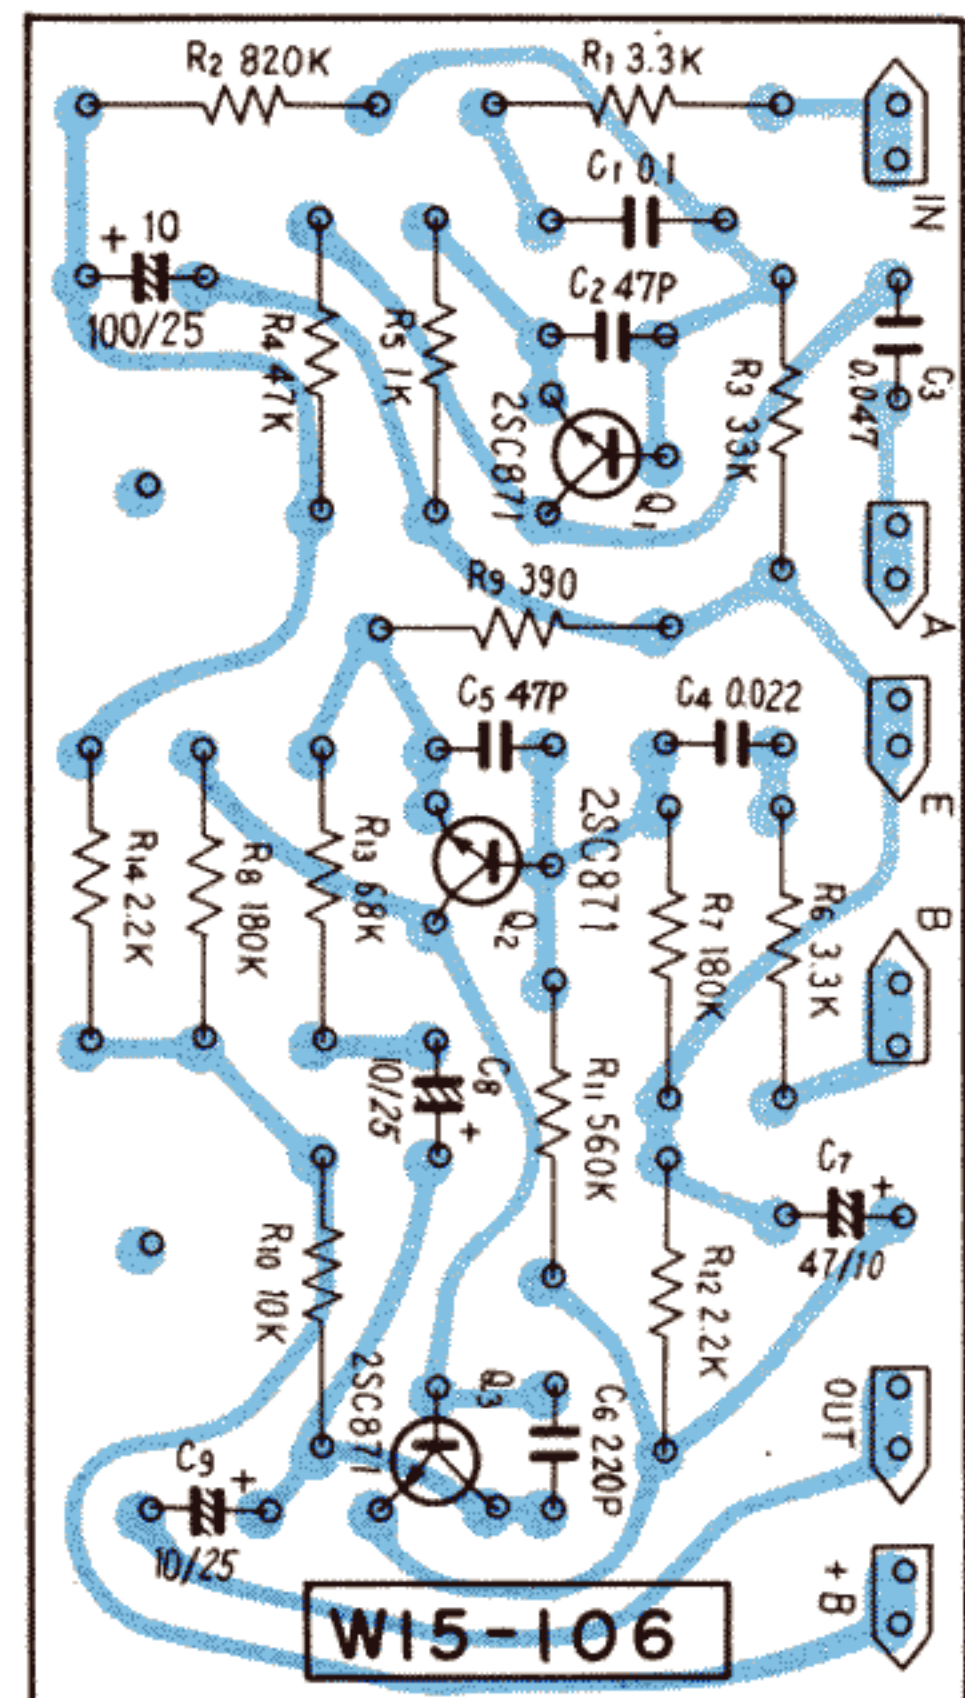 R2 820K
R1 3.3K
IN
C1 0.1
+ 10
100/25
C2 47P
R4 47K
R5 1K
2SC871
Q1
R3 33K
C3
0.047
A
R9 390
C5 47P
C4 0.022
E
2SC871
Q2
R14 2.2K
R8 180K
R13 68K
R7 180K
R6 3.3K
B
C8
10/25
+
R11 560K
C7 +
47/10
R10 10K
R12 2.2K
2SC871
Q3
C6 220P
OUT
C9 +
10/25
+B
W15-106